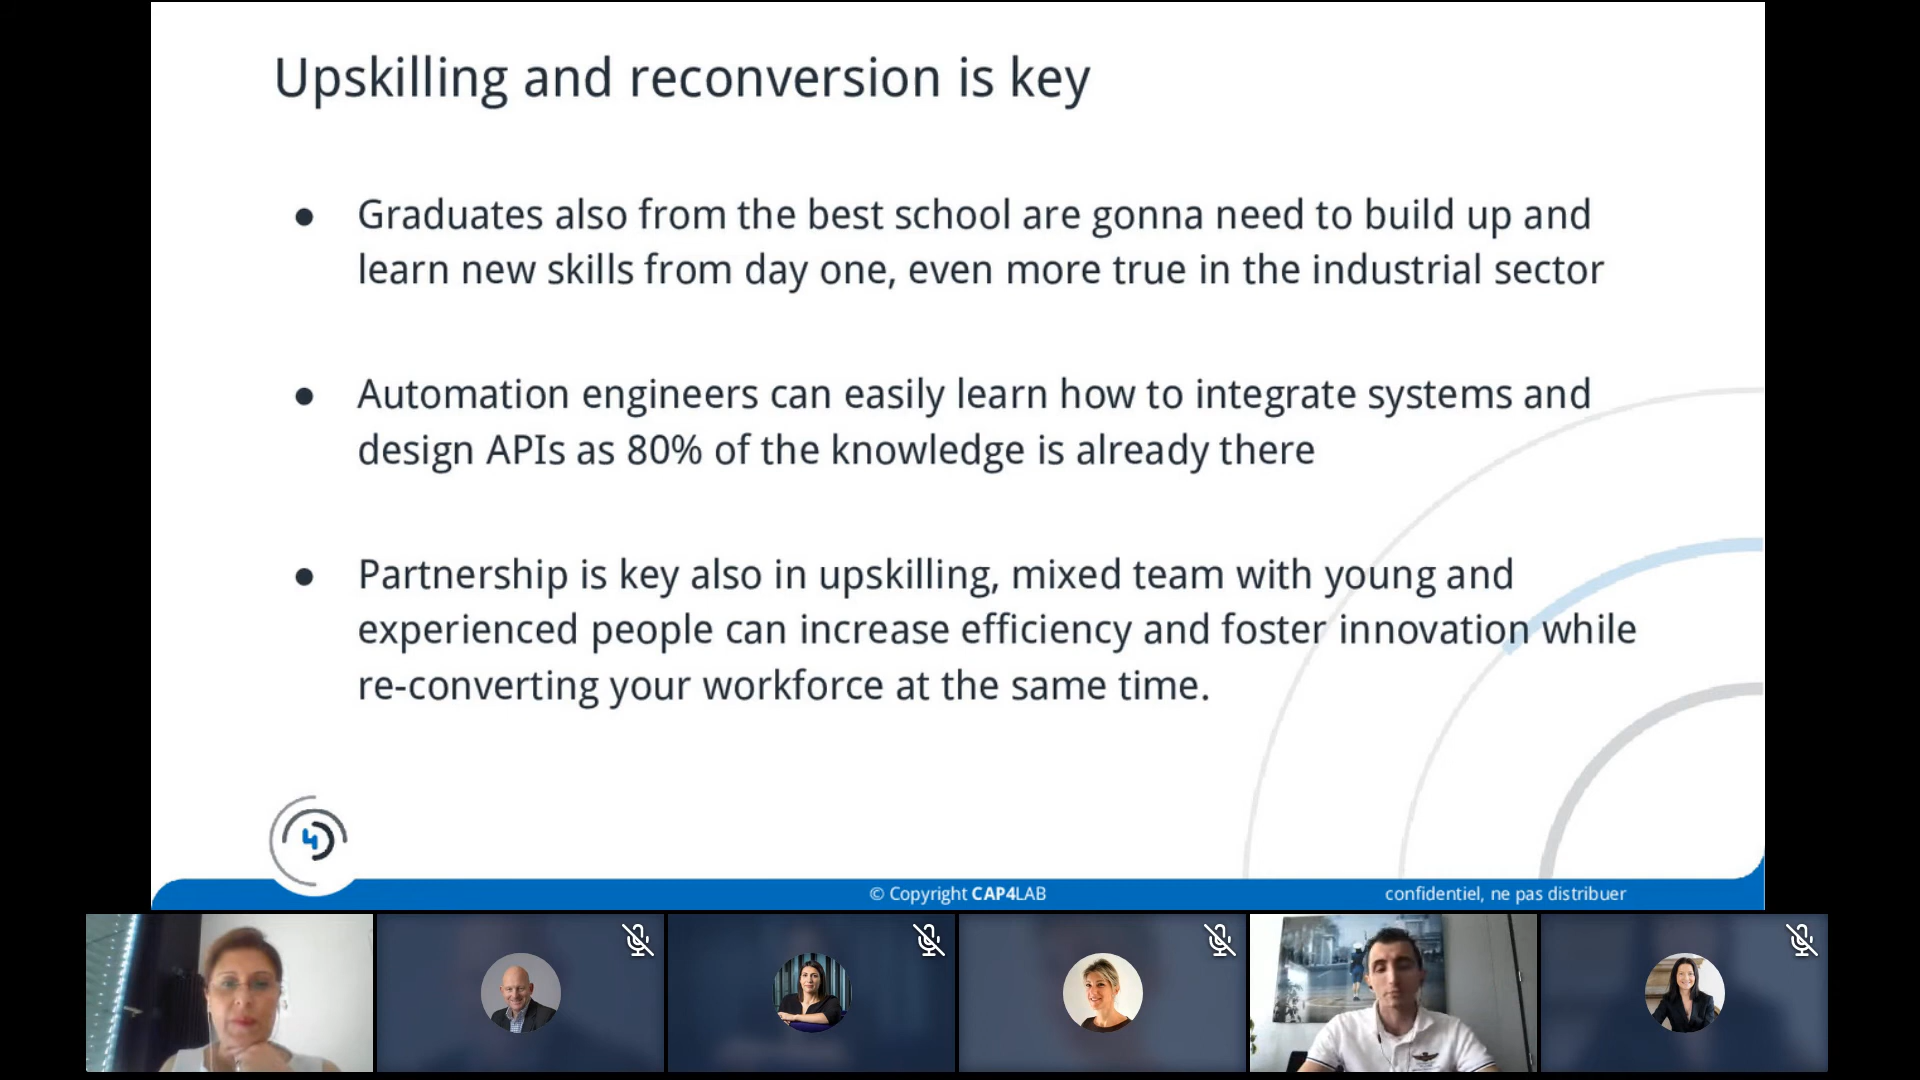 Upskilling and reconversion is key
● Graduates also from the best school are gonna need to build up and
learn new skills from day one, even more true in the industrial sector
● Automation engineers can easily learn how to integrate systems and
design APIs as 80% of the knowledge is already there
● Partnership is key also in upskilling, mixed team with young and
experienced people can increase efficiency and foster innovation while
re-converting your workforce at the same time.
4
© Copyright CAP4LAB
confidentiel, ne pas distribuer